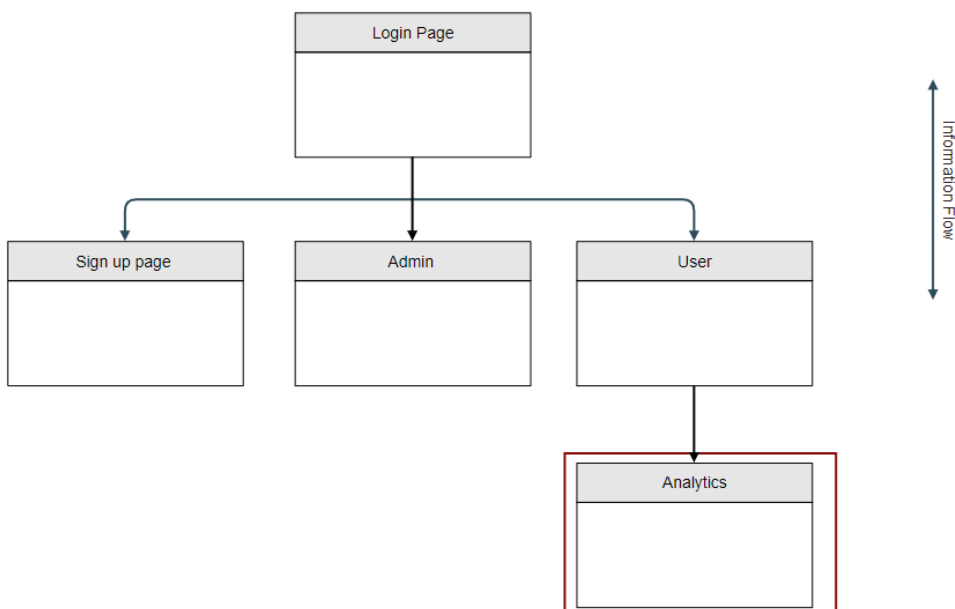 Login Page
Information Flow
Sign up page
Admin
User
Analytics